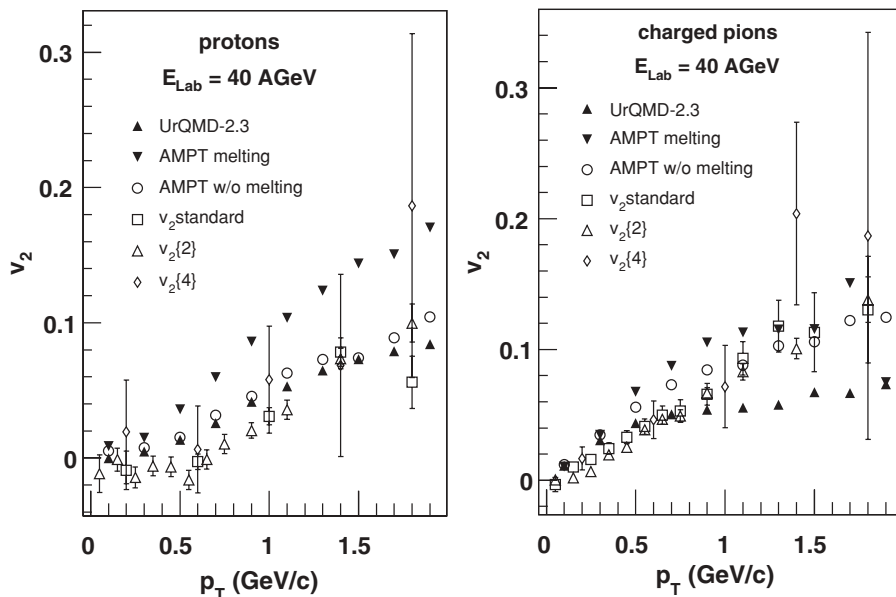 protons
E_Lab = 40 AGeV
UrQMD-2.3
AMPT melting
AMPT w/o melting
v₂standard
v₂{2}
v₂{4}
0.3
0.2
0.1
0
v₂
0 0.5 1 1.5
p_T (GeV/c)
charged pions
E_Lab = 40 AGeV
UrQMD-2.3
AMPT melting
AMPT w/o melting
v₂standard
v₂{2}
v₂{4}
0.3
0.2
0.1
0
v₂
0 0.5 1 1.5
p_T (GeV/c)